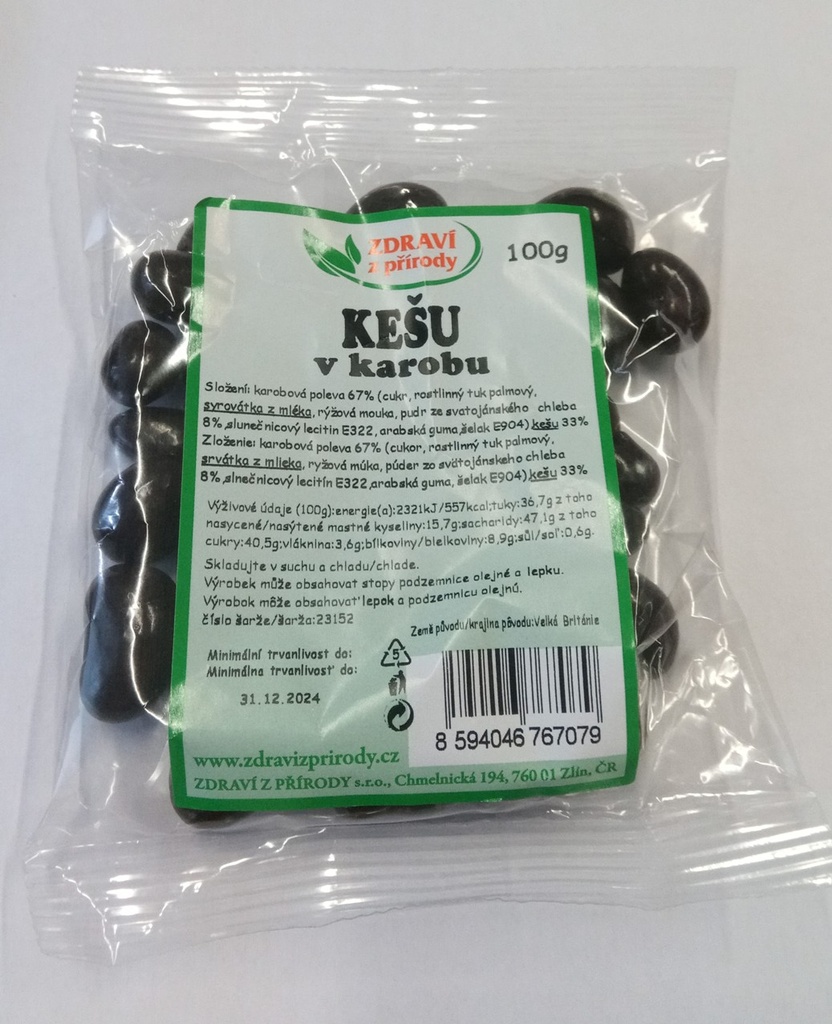 ZDRAVÍ
z přírody
100g
KEŠU
v karobu
Složení: karobová poleva 67% (cukr, rostlinný tuk palmový,
syrovátka z mléka, rýžová mouka, pudr ze svatojánského chleba
8%, slunečnicový lecitin E322, arabská guma, šelak E904) kešu 33%
Zloženie: karobová poleva 67% (cukor, rastlinný tuk palmový,
srvátka z mlieka, ryžová múka, púder zo svätojánskeho chleba
8%, slnečnicový lecitín E322, arabská guma, šelak E904) kešu 33%
Výživové údaje (100g):energie(a):2321kJ/557kcal;tuky:36,7g z toho
nasycené/nasýtené mastné kyseliny:15,7g;sacharidy:47,1g z toho
cukry:40,5g;vláknina:3,6g;bílkoviny/bielkoviny:8,9g;sůl/soľ:0,6g.
Skladujte v suchu a chladu/chlade.
Výrobek může obsahovat stopy podzemnice olejné a lepku.
Výrobok môže obsahovať lepok a podzemnicu olejnú.
číslo šarže/šarža:23152
Země původu/krajina pôvodu:Velká Británie
Minimální trvanlivost do:
Minimálna trvanlivosť do:
31.12.2024
5
8 594046 767079
www.zdravizprirody.cz
ZDRAVÍ Z PŘÍRODY s.r.o., Chmelnická 194, 760 01 Zlín, ČR